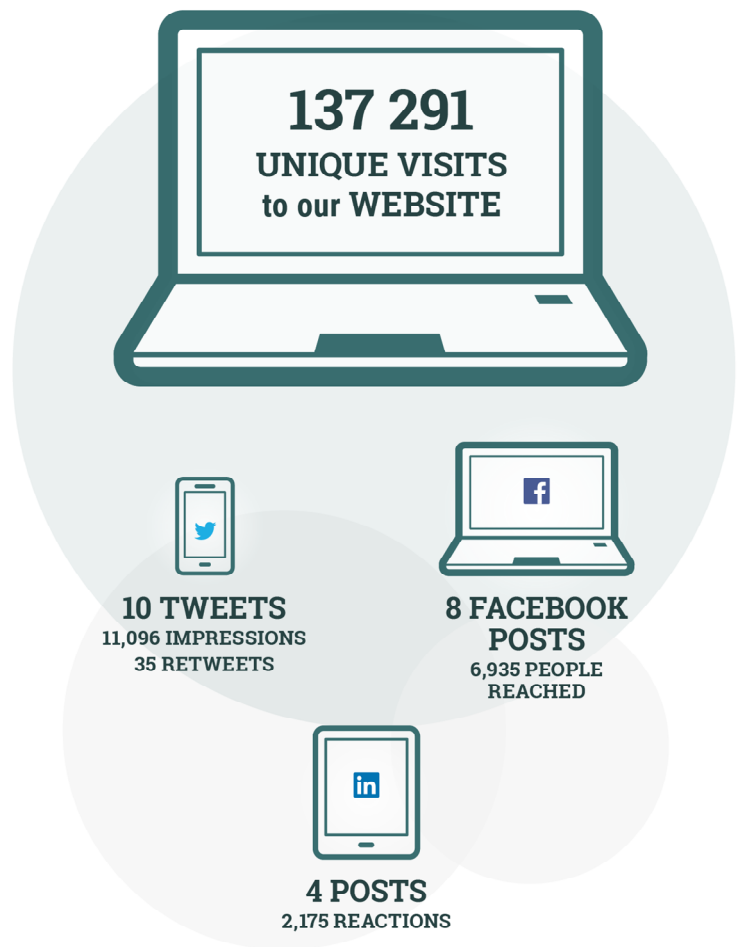 137 291
UNIQUE VISITS
to our WEBSITE
10 TWEETS
11,096 IMPRESSIONS
35 RETWEETS
f
8 FACEBOOK
POSTS
6,935 PEOPLE
REACHED
in
4 POSTS
2,175 REACTIONS